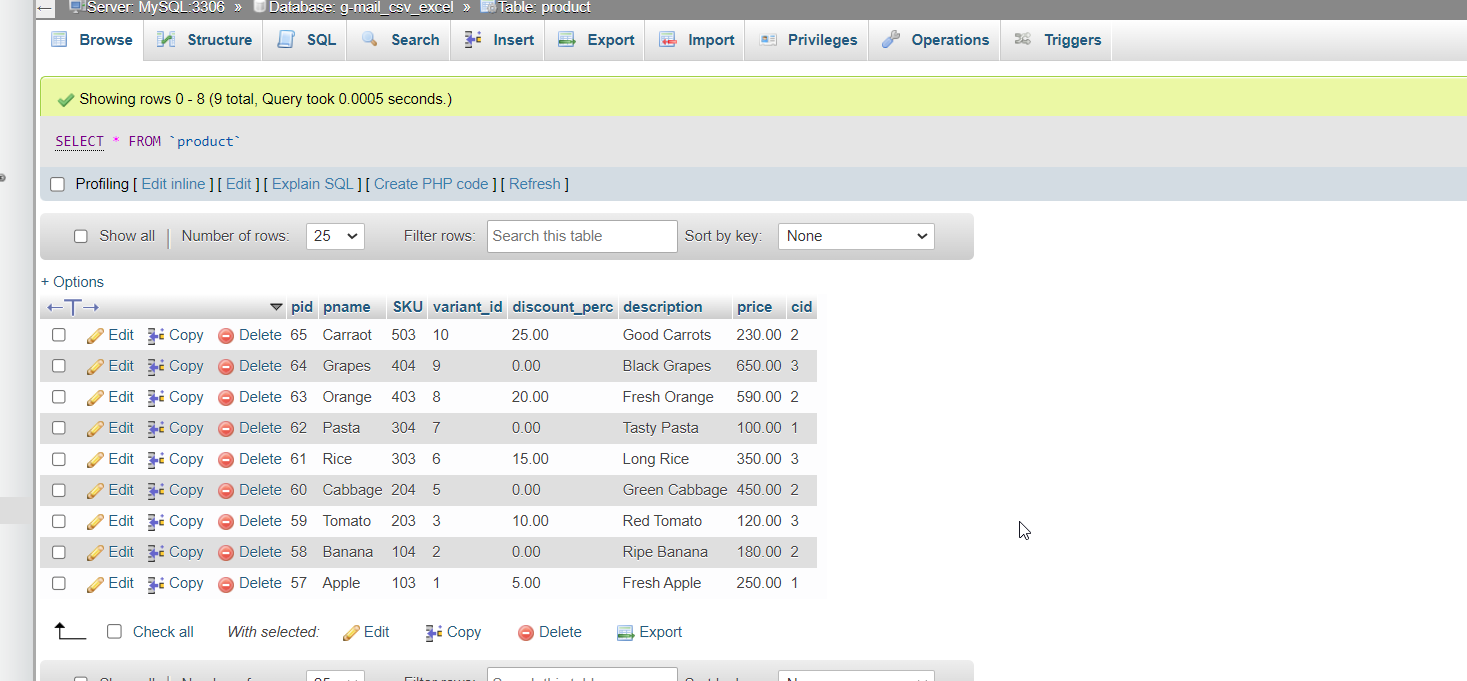 Server: MySQL:3306 » Database: g-mail_csv_excel » Table: product
Browse Structure SQL Search Insert Export Import Privileges Operations Triggers
Showing rows 0 - 8 (9 total, Query took 0.0005 seconds.)
SELECT * FROM `product`
Profiling [ Edit inline ] [ Edit ] [ Explain SQL ] [ Create PHP code ] [ Refresh ]
Show all | Number of rows: 25 Filter rows: Search this table Sort by key: None
+ Options
←T→ pid pname SKU variant_id discount_perc description price cid
Edit Copy Delete 65 Carraot 503 10 25.00 Good Carrots 230.00 2
Edit Copy Delete 64 Grapes 404 9 0.00 Black Grapes 650.00 3
Edit Copy Delete 63 Orange 403 8 20.00 Fresh Orange 590.00 2
Edit Copy Delete 62 Pasta 304 7 0.00 Tasty Pasta 100.00 1
Edit Copy Delete 61 Rice 303 6 15.00 Long Rice 350.00 3
Edit Copy Delete 60 Cabbage 204 5 0.00 Green Cabbage 450.00 2
Edit Copy Delete 59 Tomato 203 3 10.00 Red Tomato 120.00 3
Edit Copy Delete 58 Banana 104 2 0.00 Ripe Banana 180.00 2
Edit Copy Delete 57 Apple 103 1 5.00 Fresh Apple 250.00 1
Check all With selected: Edit Copy Delete Export